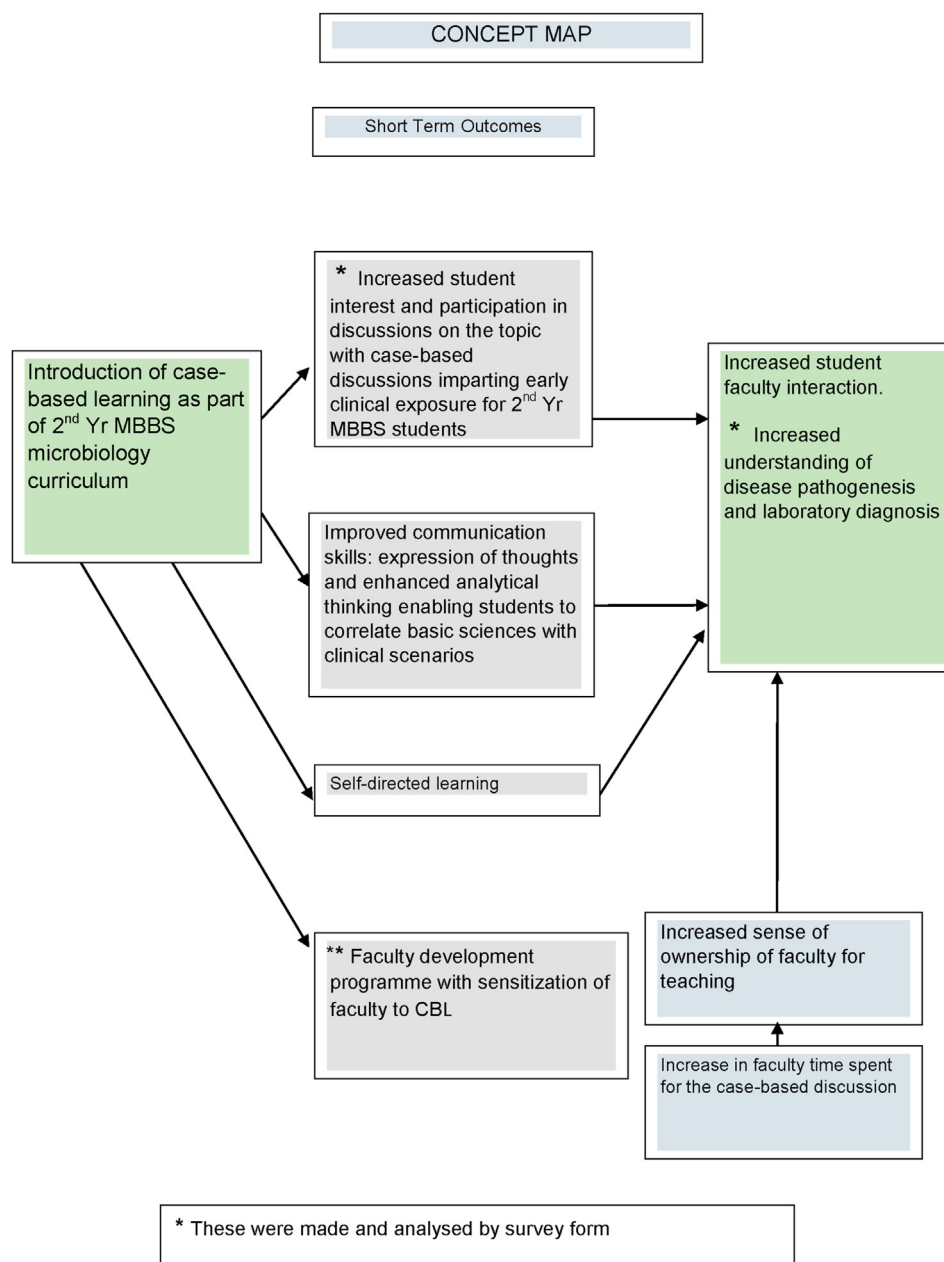 CONCEPT MAP
Short Term Outcomes
* Increased student
interest and participation in
discussions on the topic
with case-based
discussions imparting early
clinical exposure for 2nd Yr
MBBS students
Introduction of case-
based learning as part
of 2nd Yr MBBS
microbiology
curriculum
Increased student
faculty interaction.
* Increased
understanding of
disease pathogenesis
and laboratory diagnosis
Improved communication
skills: expression of thoughts
and enhanced analytical
thinking enabling students to
correlate basic sciences with
clinical scenarios
Self-directed learning
** Faculty development
programme with sensitization of
faculty to CBL
Increased sense of
ownership of faculty for
teaching
Increase in faculty time spent
for the case-based discussion
* These were made and analysed by survey form